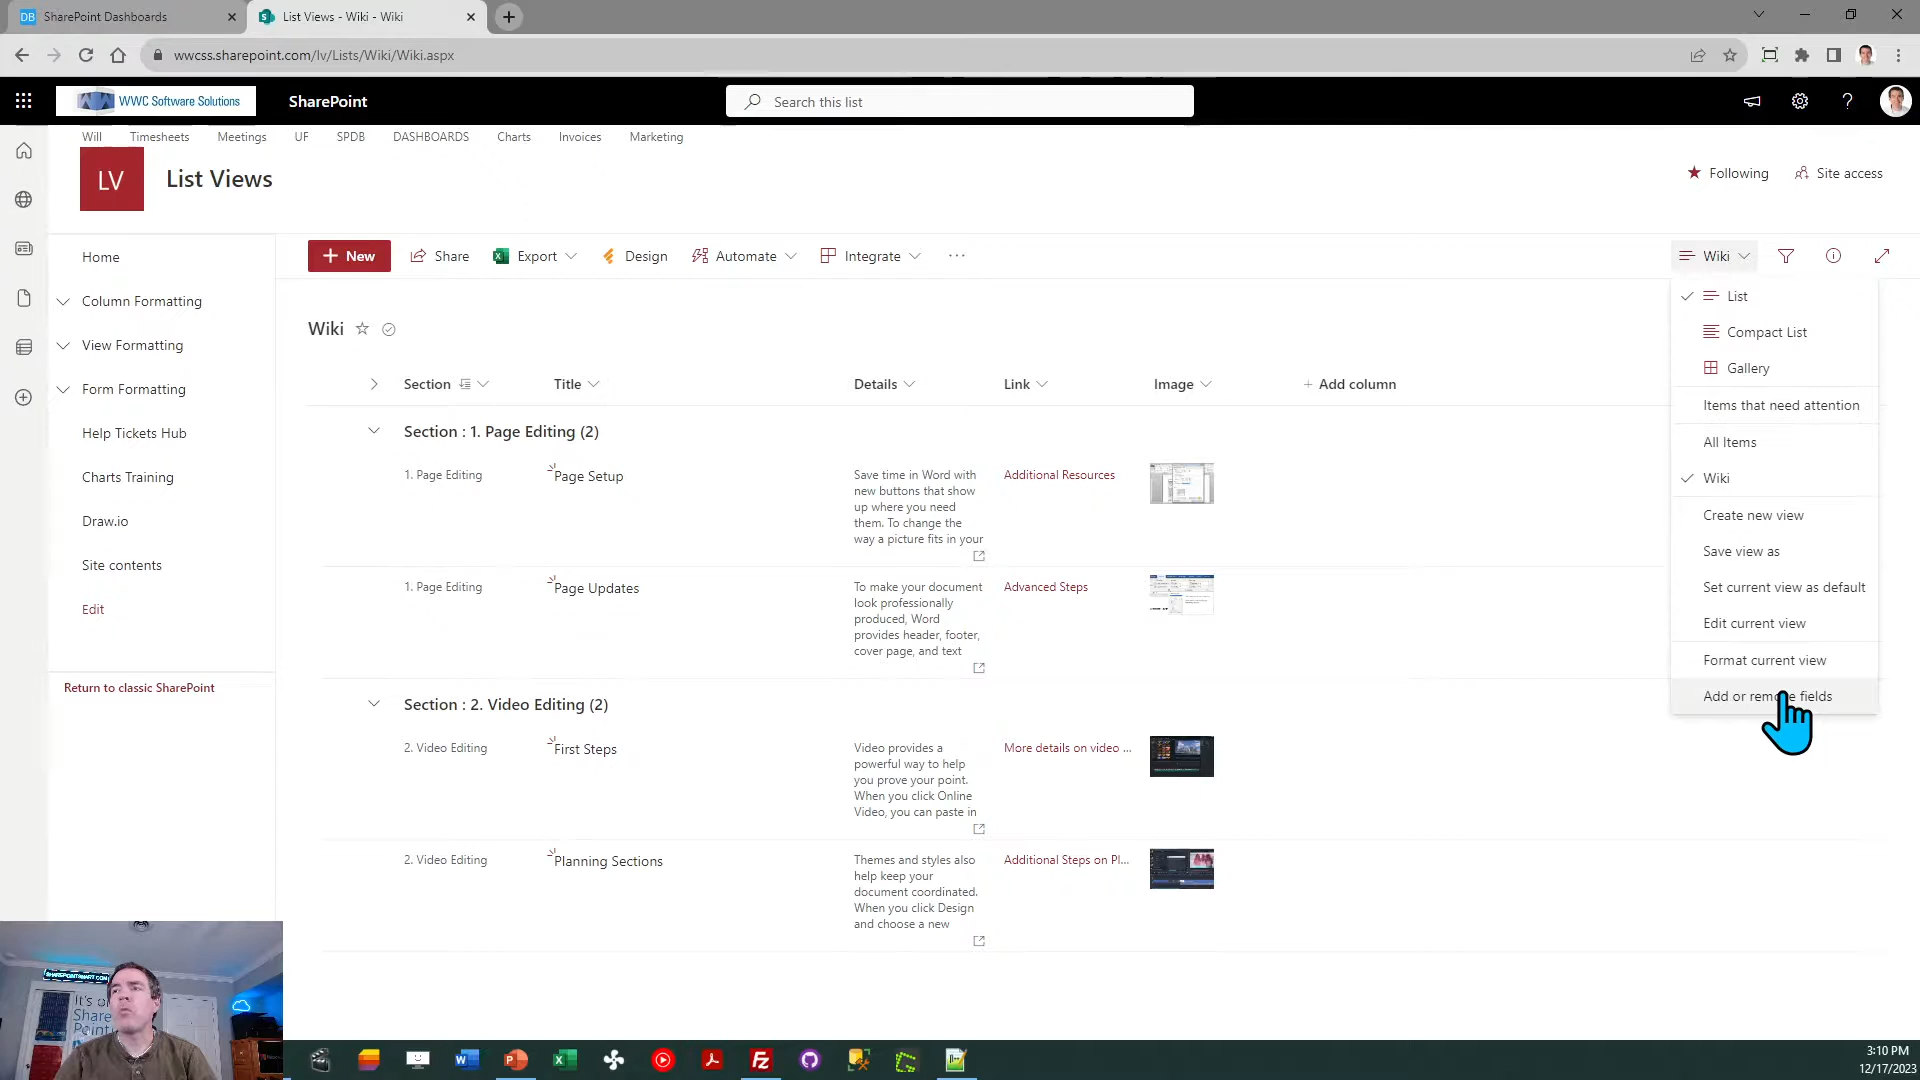 DB SharePoint Dashboards
S List Views - Wiki - Wiki
wwcss.sharepoint.com/lv/Lists/Wiki/Wiki.aspx
WWC Software Solutions
SharePoint
Search this list
Will Timesheets Meetings UF SPDB DASHBOARDS Charts Invoices Marketing
LV
List Views
Following
Site access
Home
Column Formatting
View Formatting
Form Formatting
Help Tickets Hub
Charts Training
Draw.io
Site contents
Edit
Return to classic SharePoint
New Share Export Design Automate Integrate ...
Wiki
Wiki
Section Title Details Link Image + Add column
Section : 1. Page Editing (2)
1. Page Editing
Page Setup
Save time in Word with
new buttons that show
up where you need
them. To change the
way a picture fits in your
Additional Resources
1. Page Editing
Page Updates
To make your document
look professionally
produced, Word
provides header, footer,
cover page, and text
Advanced Steps
Section : 2. Video Editing (2)
2. Video Editing
First Steps
Video provides a
powerful way to help
you prove your point.
When you click Online
Video, you can paste in
More details on video ...
2. Video Editing
Planning Sections
Themes and styles also
help keep your
document coordinated.
When you click Design
and choose a new
Additional Steps on Pl...
List
Compact List
Gallery
Items that need attention
All Items
Wiki
Create new view
Save view as
Set current view as default
Edit current view
Format current view
Add or remove fields
SHAREPOINTSMART.COM
It's on
Share
Point
3:10 PM
12/17/2023